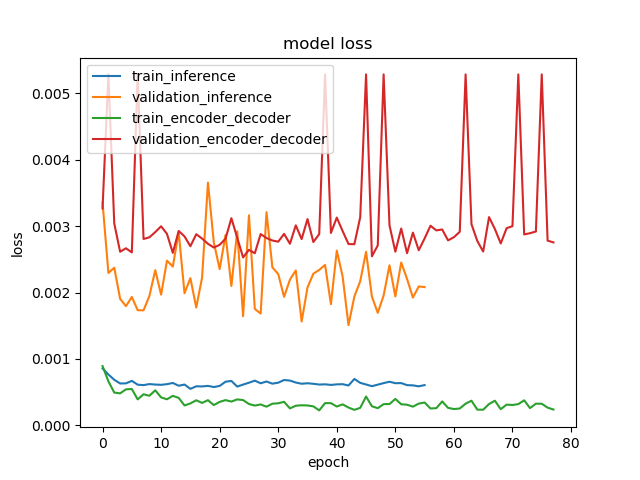 model loss
train_inference
validation_inference
train_encoder_decoder
validation_encoder_decoder
0.005
0.004
0.003
0.002
0.001
0.000
loss
0 10 20 30 40 50 60 70 80
epoch